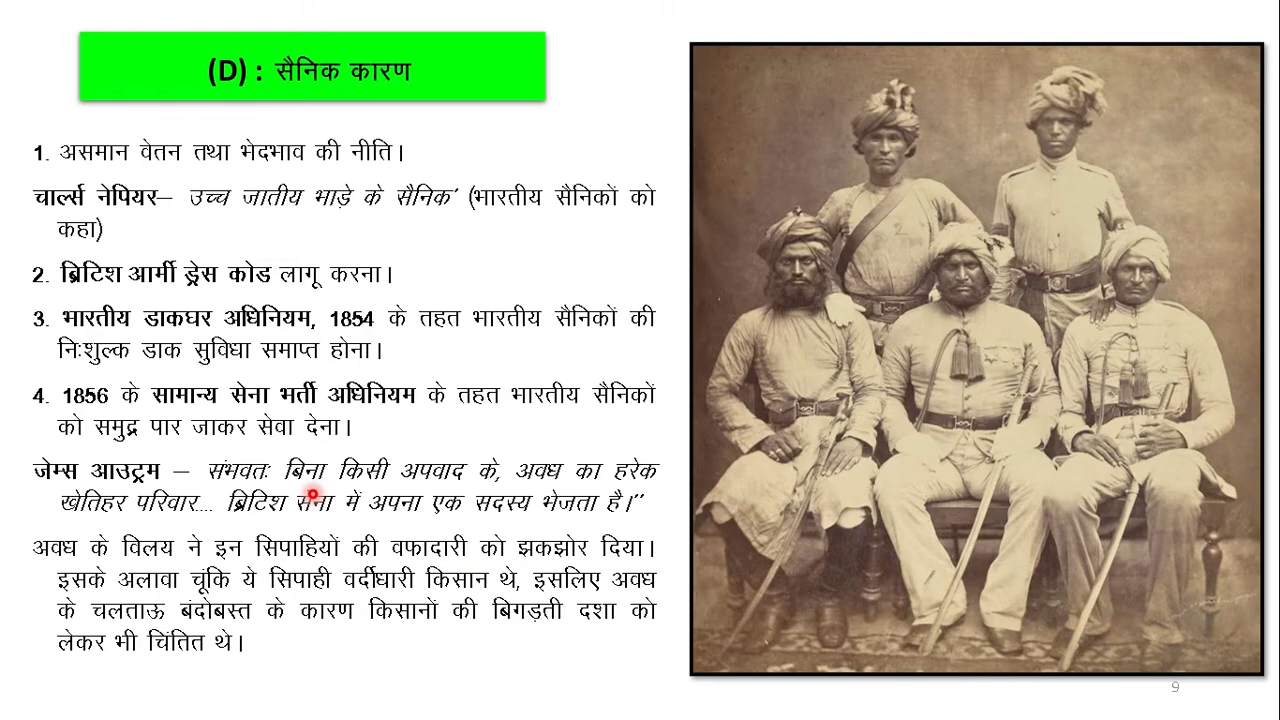 (D) : सैनिक कारण
1. असमान वेतन तथा भेदभाव की नीति।
चार्ल्स नेपियर– उच्च जातीय भाड़े के सैनिक' (भारतीय सैनिकों को
कहा)
2. ब्रिटिश आर्मी ड्रेस कोड लागू करना।
3. भारतीय डाकघर अधिनियम, 1854 के तहत भारतीय सैनिकों की
निःशुल्क डाक सुविधा समाप्त होना।
4. 1856 के सामान्य सेना भर्ती अधिनियम के तहत भारतीय सैनिकों
को समुद्र पार जाकर सेवा देना।
जेम्स आउट्रम – संभवतः बिना किसी अपवाद के, अवध का हरेक
खेतिहर परिवार.... ब्रिटिश सेना में अपना एक सदस्य भेजता है।''
अवध के विलय ने इन सिपाहियों की वफादारी को झकझोर दिया।
इसके अलावा चूंकि ये सिपाही वर्दीधारी किसान थे, इसलिए अवध
के चलताऊ बंदोबस्त के कारण किसानों की बिगड़ती दशा को
लेकर भी चिंतित थे।
9